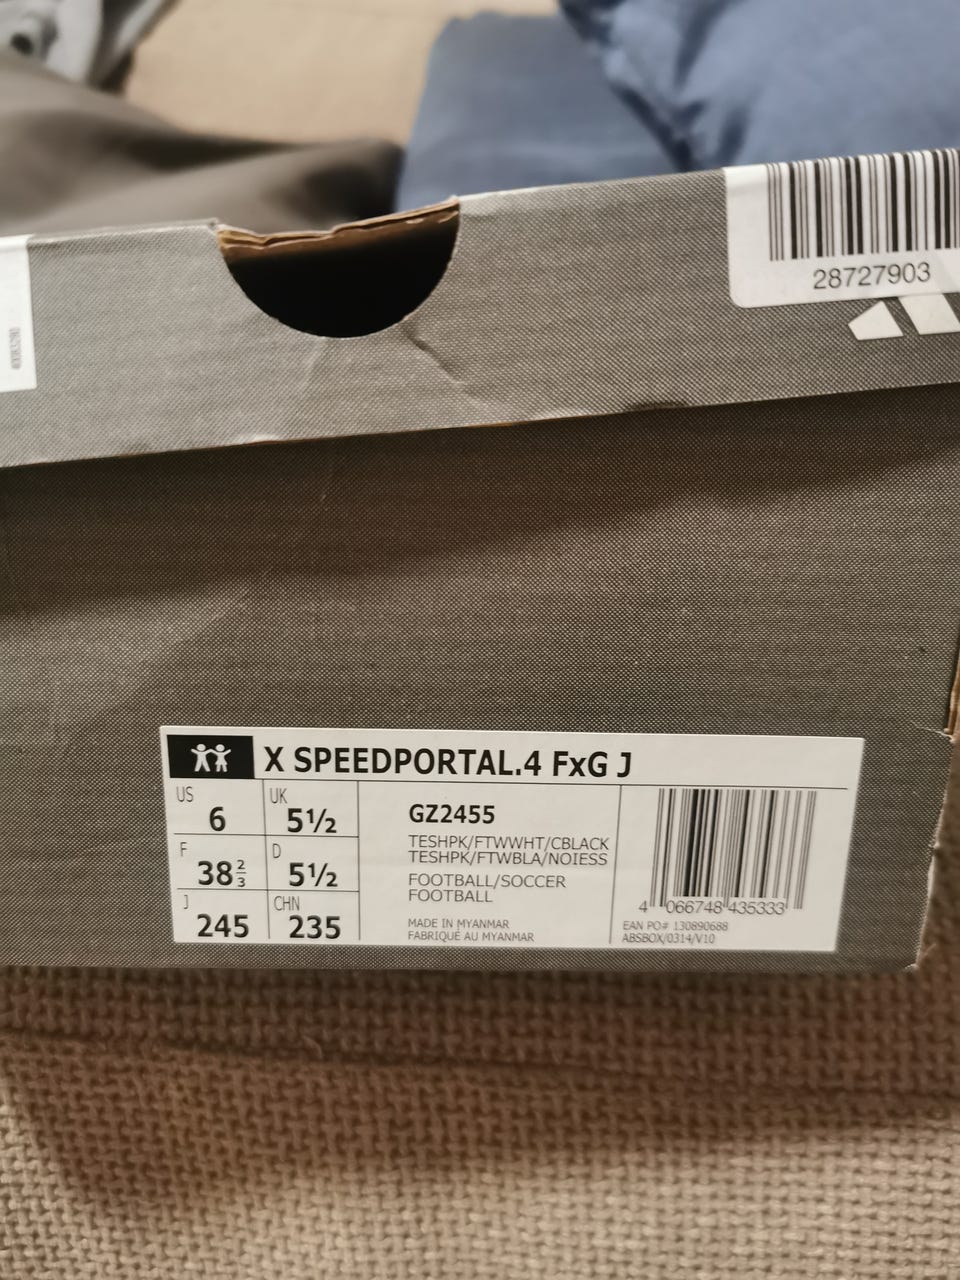 28727903
X SPEEDPORTAL.4 FxG J
US 6
UK 5½
F 38⅔
D 5½
J 245
CHN 235
GZ2455
TESHPK/FTWWHT/CBLACK
TESHPK/FTWBLA/NOIESS
FOOTBALL/SOCCER
FOOTBALL
MADE IN MYANMAR
FABRIQUÉ AU MYANMAR
4 066748 435333
EAN PO# 130890688
ABSBOX/0314/V10